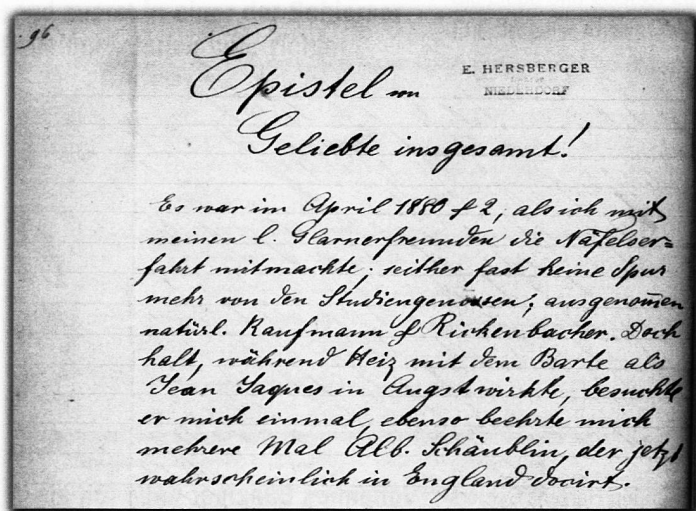 96
Epistel von
E. HERSBERGER
NIEDERDORF
Geliebte insgesamt!
Es war im April 1880 & 2, als ich mit
meinen l. Glarnerfreunden die Näfelser=
fahrt mitmachte; seither fast keine Spur
mehr von den Studiengenossen; ausgenom̅en
natürl. Kaufmann & Rickenbacher. Doch
halt, während Heiz mit dem Barte als
Jean Jaques in Augst wirkte, besuchte
er mich einmal, ebenso beehrte mich
mehrere Mal Alb. Schäublin, der jetzt
wahrscheinlich in England docirt.